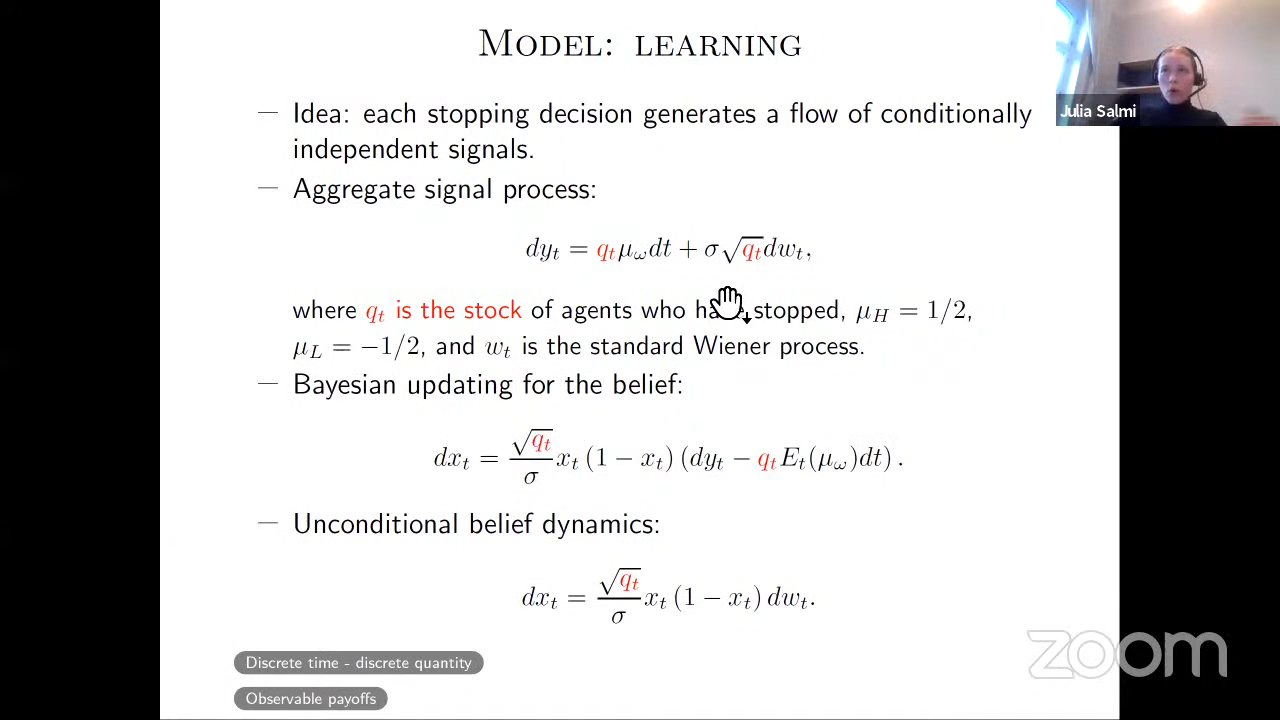 MODEL: LEARNING
— Idea: each stopping decision generates a flow of conditionally
independent signals.
— Aggregate signal process:
dy_t = q_t μ_ω dt + σ√q_t dw_t,
where q_t is the stock of agents who have stopped, μ_H = 1/2,
μ_L = −1/2, and w_t is the standard Wiener process.
— Bayesian updating for the belief:
dx_t = √q_t/σ x_t (1 − x_t) (dy_t − q_t E_t(μ_ω)dt) .
— Unconditional belief dynamics:
dx_t = √q_t/σ x_t (1 − x_t) dw_t.
Discrete time - discrete quantity
Observable payoffs
Julia Salmi
zoom